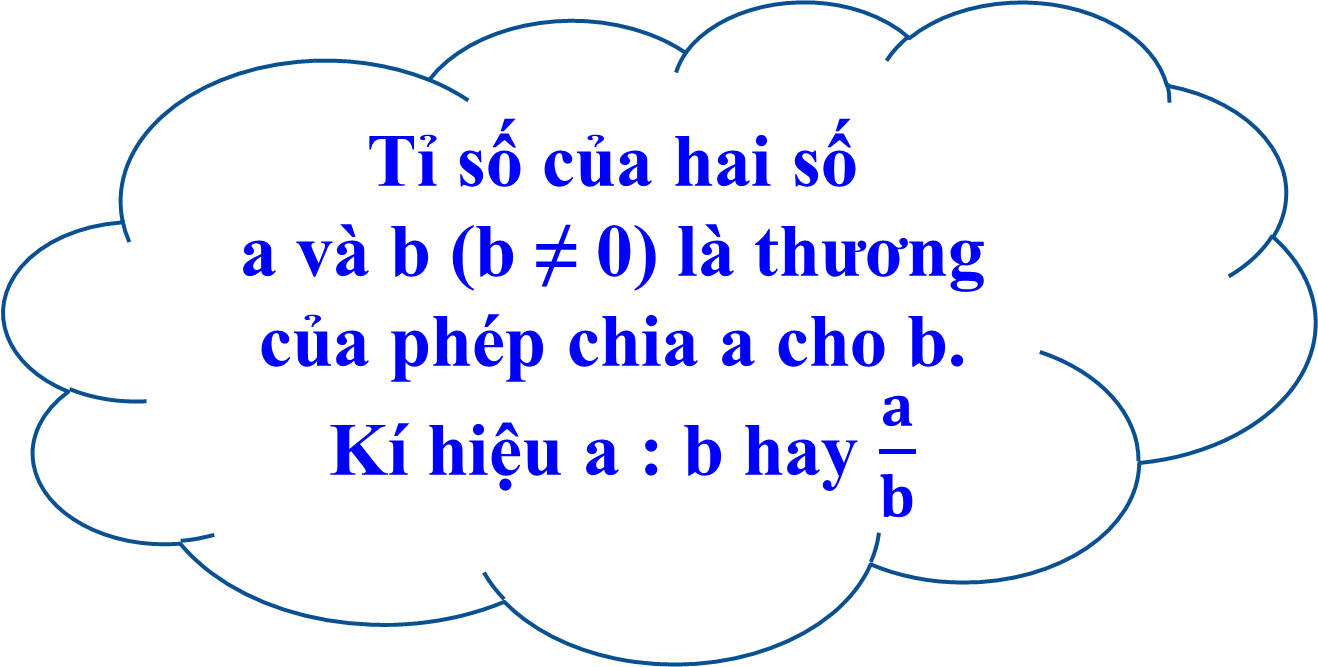 Tỉ số của hai số
a và b (b ≠ 0) là thương
của phép chia a cho b.
Kí hiệu a : b hay a/b